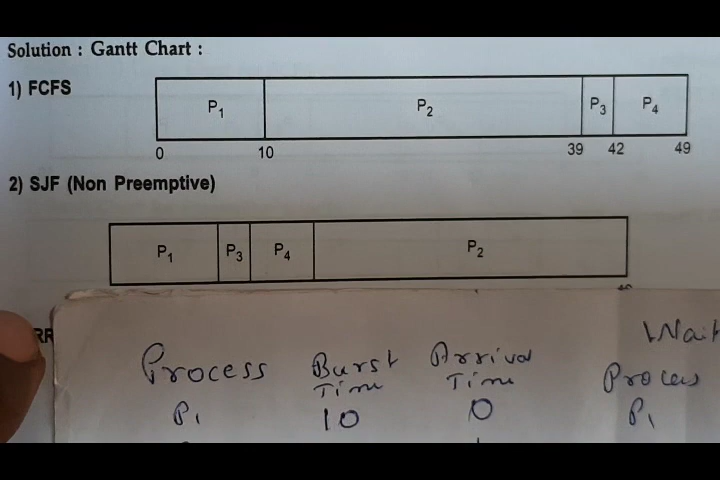 Solution : Gantt Chart :
1) FCFS
P1 P2 P3 P4
0 10 39 42 49
2) SJF (Non Preemptive)
P1 P3 P4 P2
RR
Wait
Process Burst Time Arrival Time Process
P1 10 0 P1